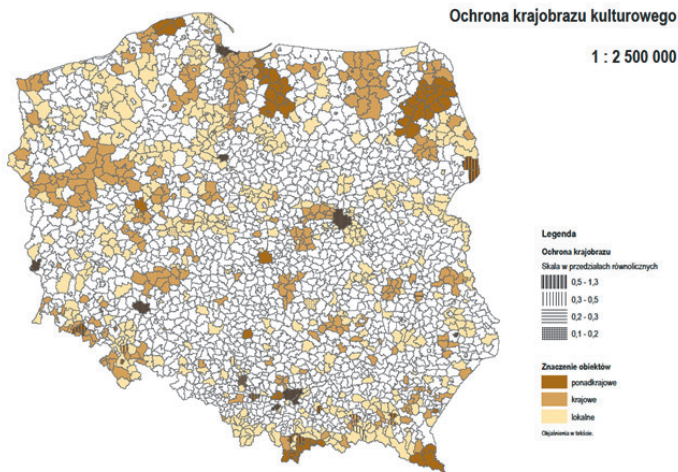 Ochrona krajobrazu kulturowego
1 : 2 500 000
Legenda
Ochrona krajobrazu
Skala w przedziałach równolicznych
0,5 - 1,3
0,3 - 0,5
0,2 - 0,3
0,1 - 0,2
Znaczenie obiektów
ponadkrajowe
krajowe
lokalne
Objaśnienia w tekście.